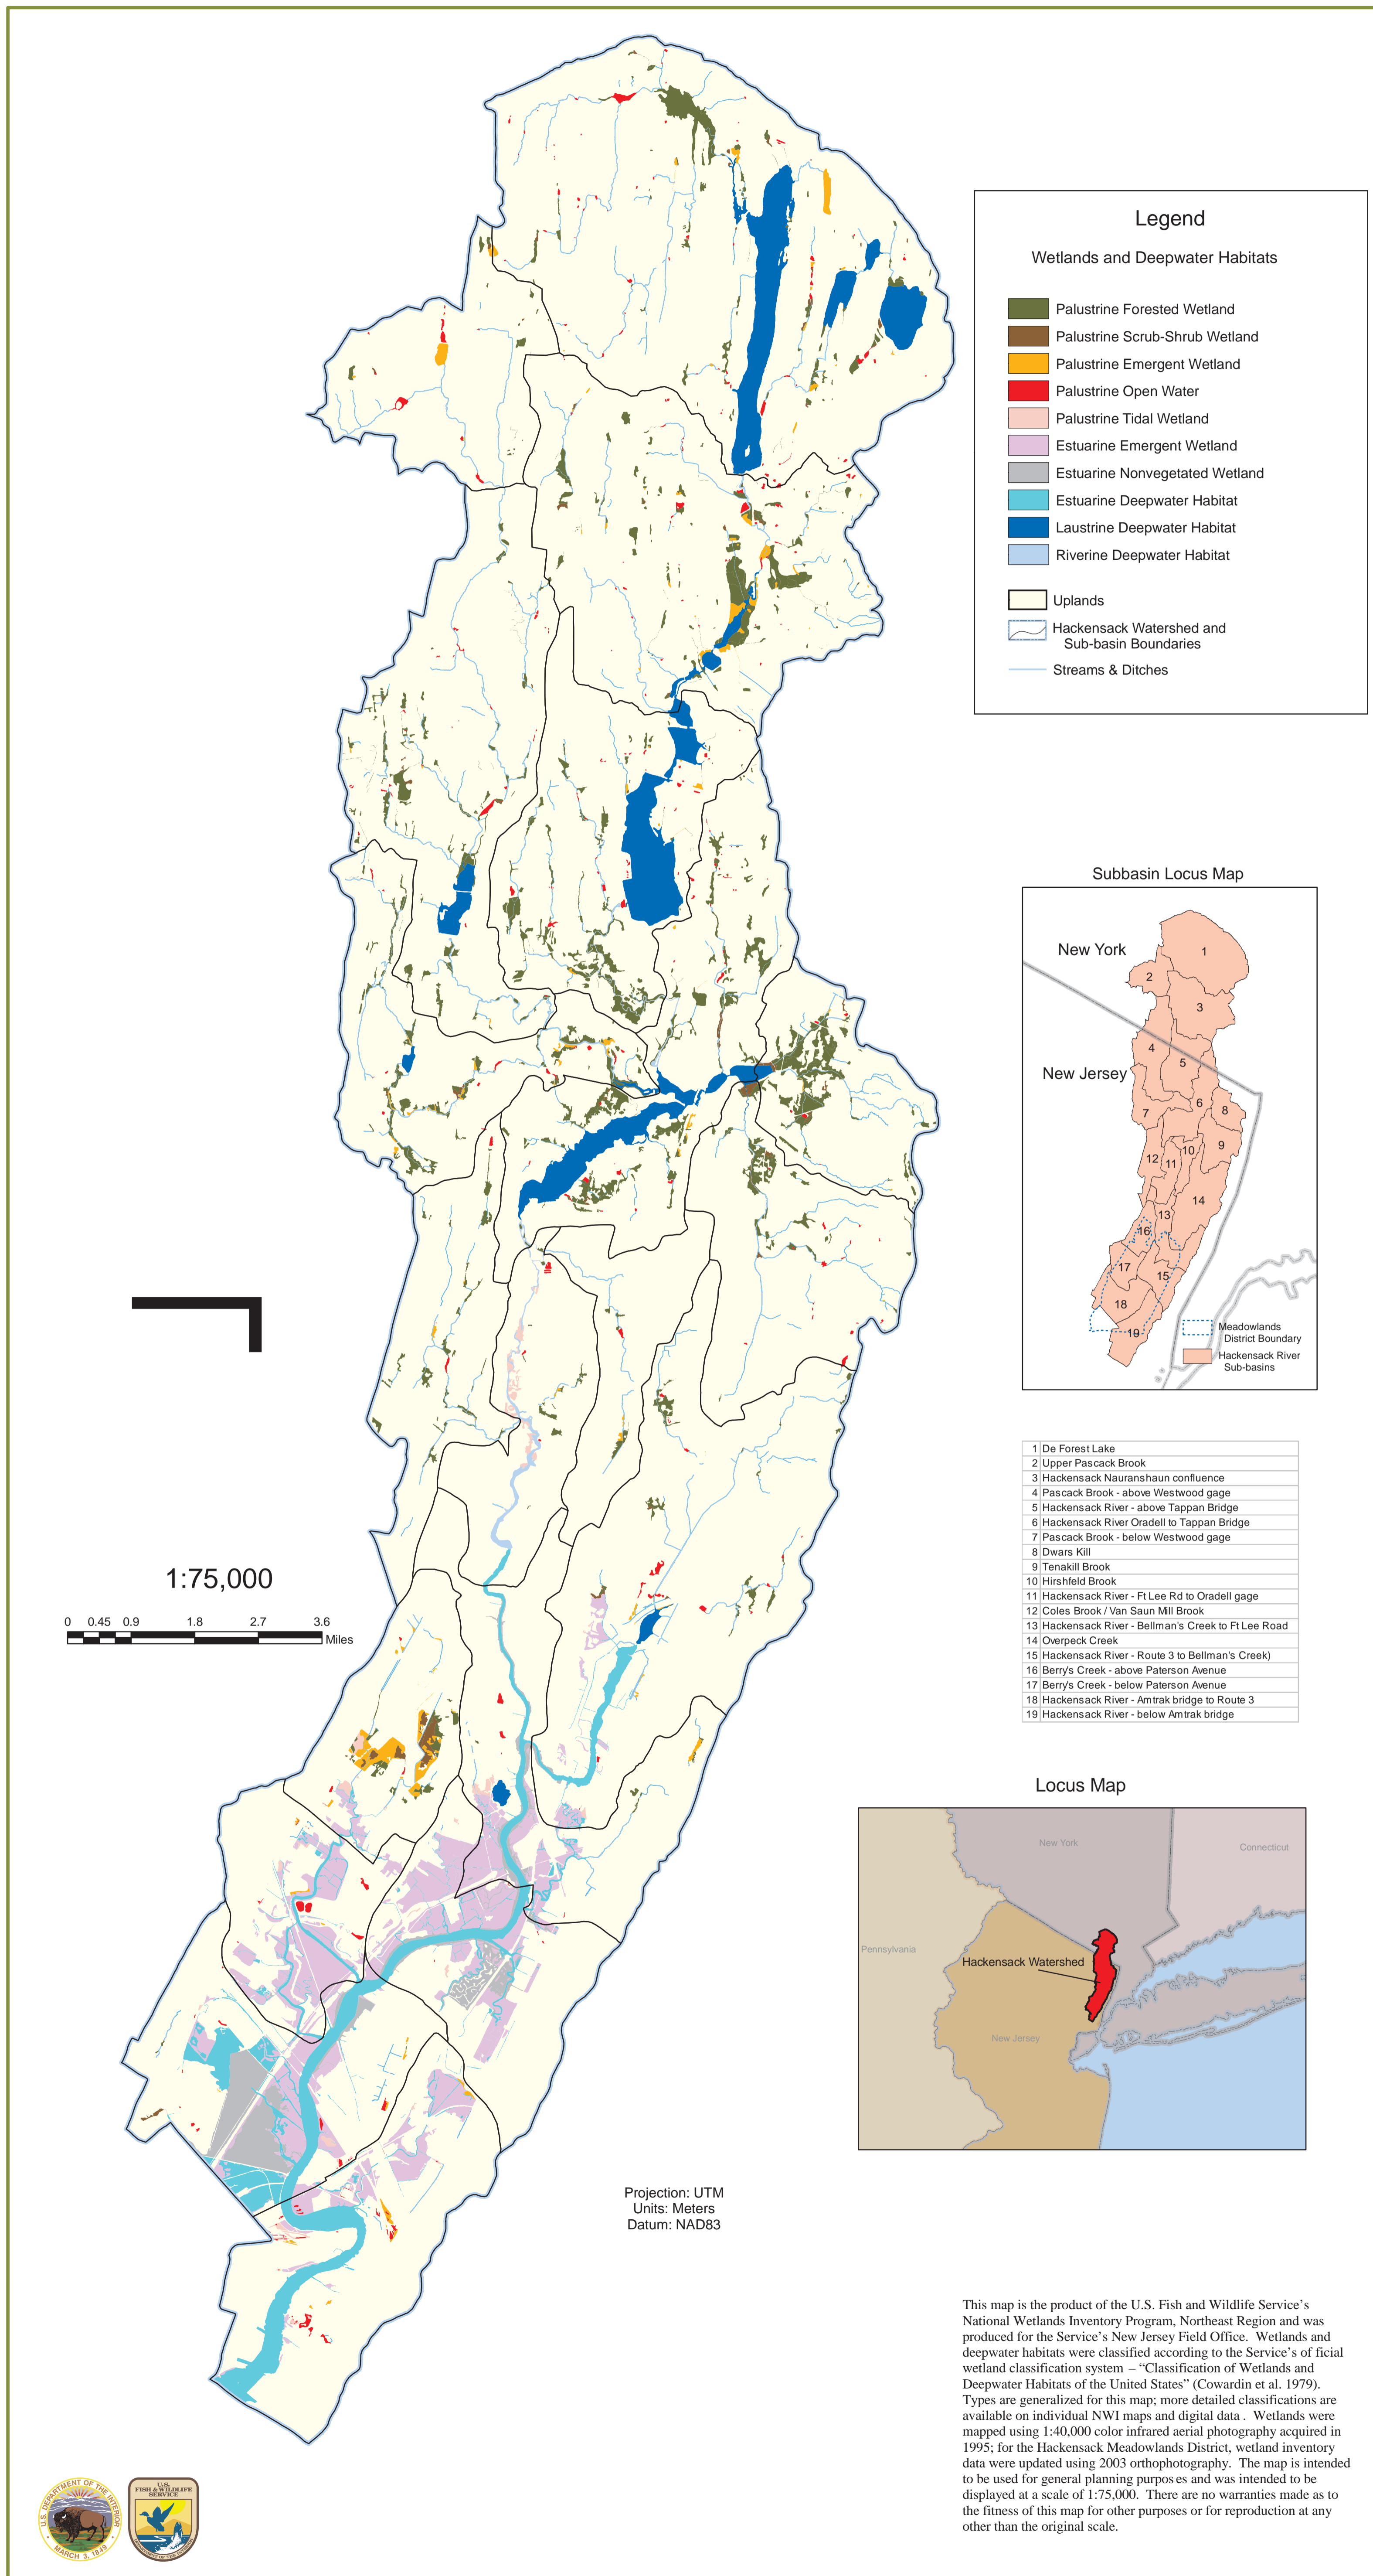 Legend
Wetlands and Deepwater Habitats
Palustrine Forested Wetland
Palustrine Scrub-Shrub Wetland
Palustrine Emergent Wetland
Palustrine Open Water
Palustrine Tidal Wetland
Estuarine Emergent Wetland
Estuarine Nonvegetated Wetland
Estuarine Deepwater Habitat
Laustrine Deepwater Habitat
Riverine Deepwater Habitat
Uplands
Hackensack Watershed and
Sub-basin Boundaries
Streams & Ditches
Subbasin Locus Map
New York
New Jersey
1
2
3
4
5
6
7
8
9
10
11
12
13
14
15
16
17
18
19
Meadowlands
District Boundary
Hackensack River
Sub-basins
1 De Forest Lake
2 Upper Pascack Brook
3 Hackensack Nauranshaun confluence
4 Pascack Brook - above Westwood gage
5 Hackensack River - above Tappan Bridge
6 Hackensack River Oradell to Tappan Bridge
7 Pascack Brook - below Westwood gage
8 Dwars Kill
9 Tenakill Brook
10 Hirshfeld Brook
11 Hackensack River - Ft Lee Rd to Oradell gage
12 Coles Brook / Van Saun Mill Brook
13 Hackensack River - Bellman's Creek to Ft Lee Road
14 Overpeck Creek
15 Hackensack River - Route 3 to Bellman's Creek)
16 Berry's Creek - above Paterson Avenue
17 Berry's Creek - below Paterson Avenue
18 Hackensack River - Amtrak bridge to Route 3
19 Hackensack River - below Amtrak bridge
1:75,000
0 0.45 0.9 1.8 2.7 3.6
Miles
Locus Map
New York
Connecticut
Pennsylvania
Hackensack Watershed
New Jersey
Projection: UTM
Units: Meters
Datum: NAD83
This map is the product of the U.S. Fish and Wildlife Service's
National Wetlands Inventory Program, Northeast Region and was
produced for the Service's New Jersey Field Office. Wetlands and
deepwater habitats were classified according to the Service's of ficial
wetland classification system – “Classification of Wetlands and
Deepwater Habitats of the United States” (Cowardin et al. 1979).
Types are generalized for this map; more detailed classifications are
available on individual NWI maps and digital data . Wetlands were
mapped using 1:40,000 color infrared aerial photography acquired in
1995; for the Hackensack Meadowlands District, wetland inventory
data were updated using 2003 orthophotography. The map is intended
to be used for general planning purpos es and was intended to be
displayed at a scale of 1:75,000. There are no warranties made as to
the fitness of this map for other purposes or for reproduction at any
other than the original scale.
U.S. DEPARTMENT OF THE INTERIOR
MARCH 3, 1849
U.S.
FISH & WILDLIFE
SERVICE